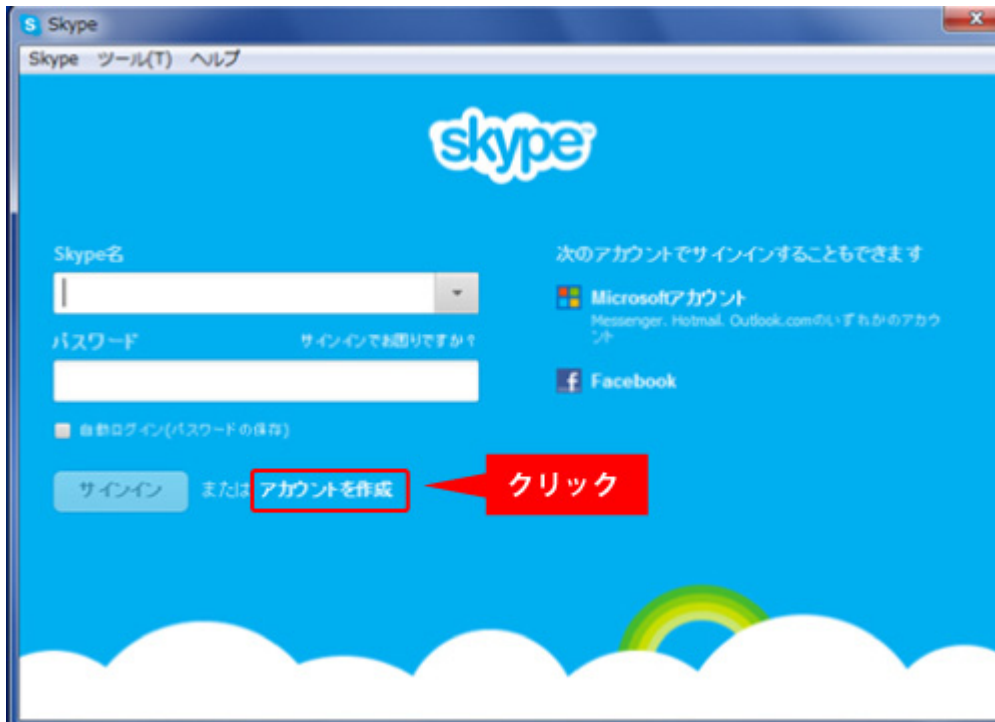 Skype
Skype ツール(T) ヘルプ
skype
Skype名
パスワード サインインでお困りですか?
自動ログイン(パスワードの保存)
サインイン または アカウントを作成
クリック
次のアカウントでサインインすることもできます
Microsoftアカウント
Messenger. Hotmail. Outlook.comのいずれかのアカウ
ント
Facebook